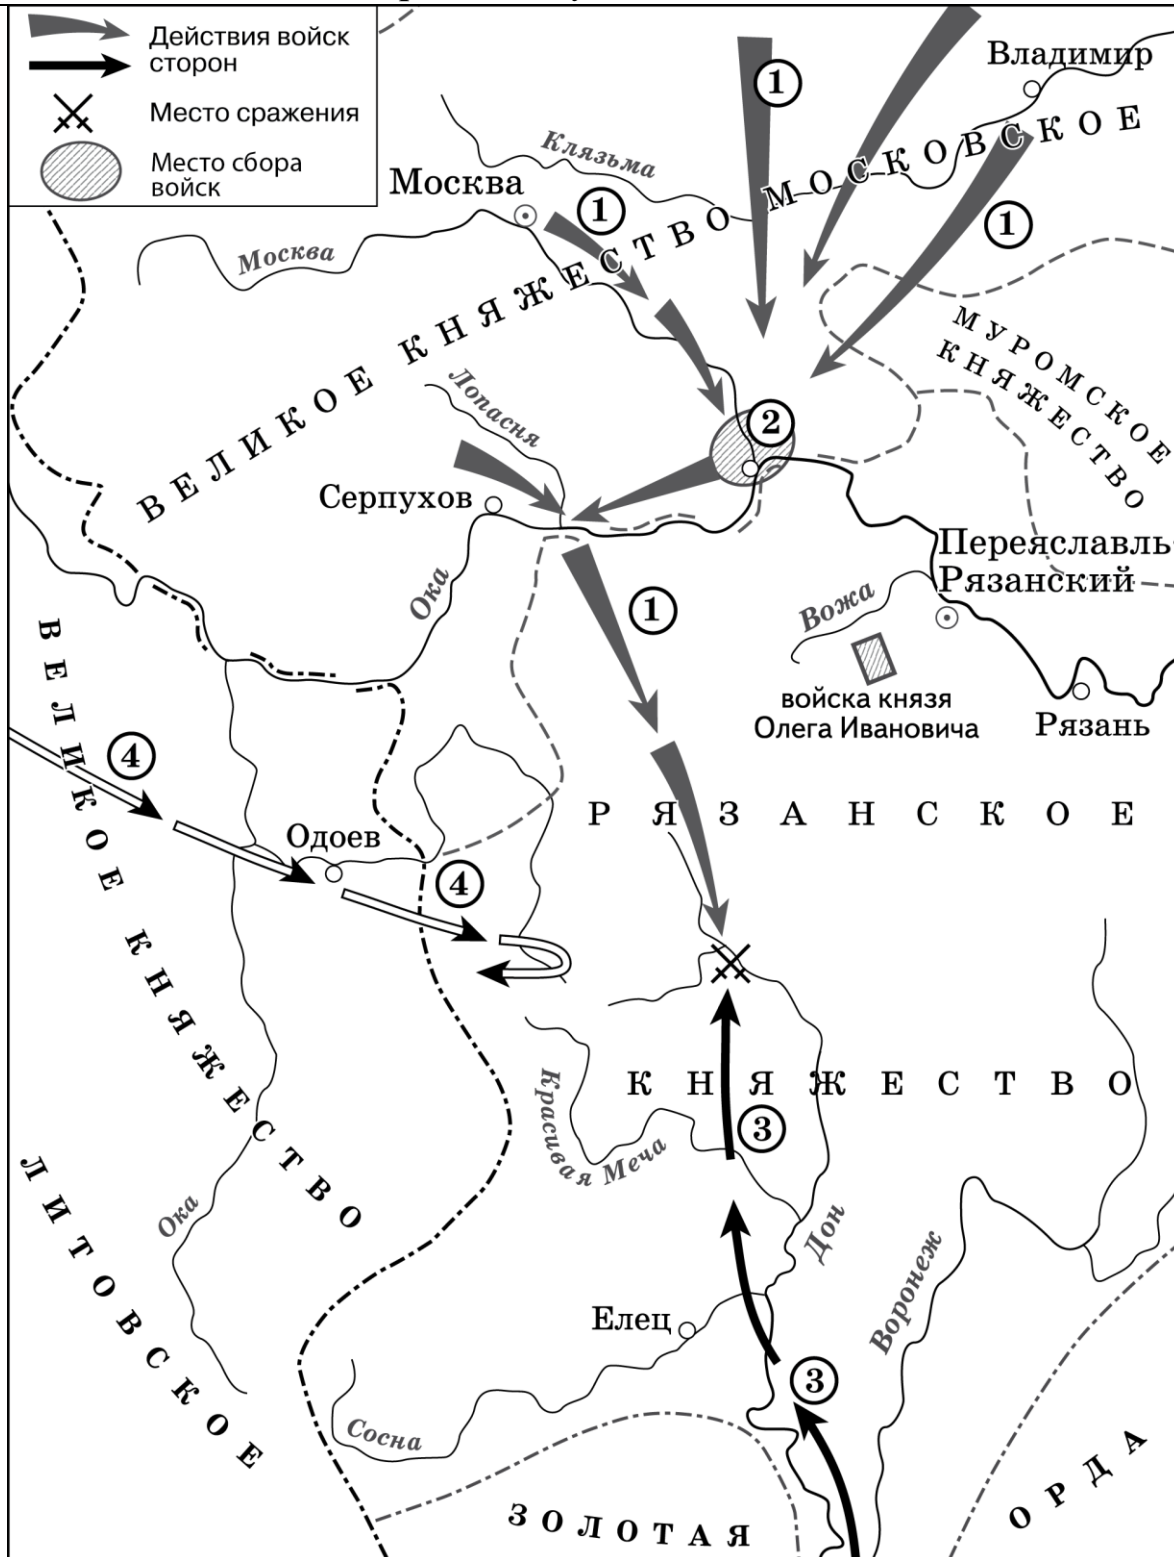 Действия войск
сторон
Место сражения
Место сбора
войск
Владимир
1
Клязьма
Москва
1
1
Москва
ВЕЛИКОЕ КНЯЖЕСТВО МОСКОВСКОЕ
МУРОМСКОЕ
КНЯЖЕСТВО
Лопасня
2
Серпухов
Переяславль-
Рязанский
Ока
1
Вожа
войска князя
Олега Ивановича
Рязань
4
РЯЗАНСКОЕ
Одоев
4
КНЯЖЕСТВО
Красивая Меча
3
ВЕЛИКОЕ КНЯЖЕСТВО
ЛИТОВСКОЕ
Ока
Дон
Воронеж
Елец
3
Сосна
ЗОЛОТАЯ
ОРДА